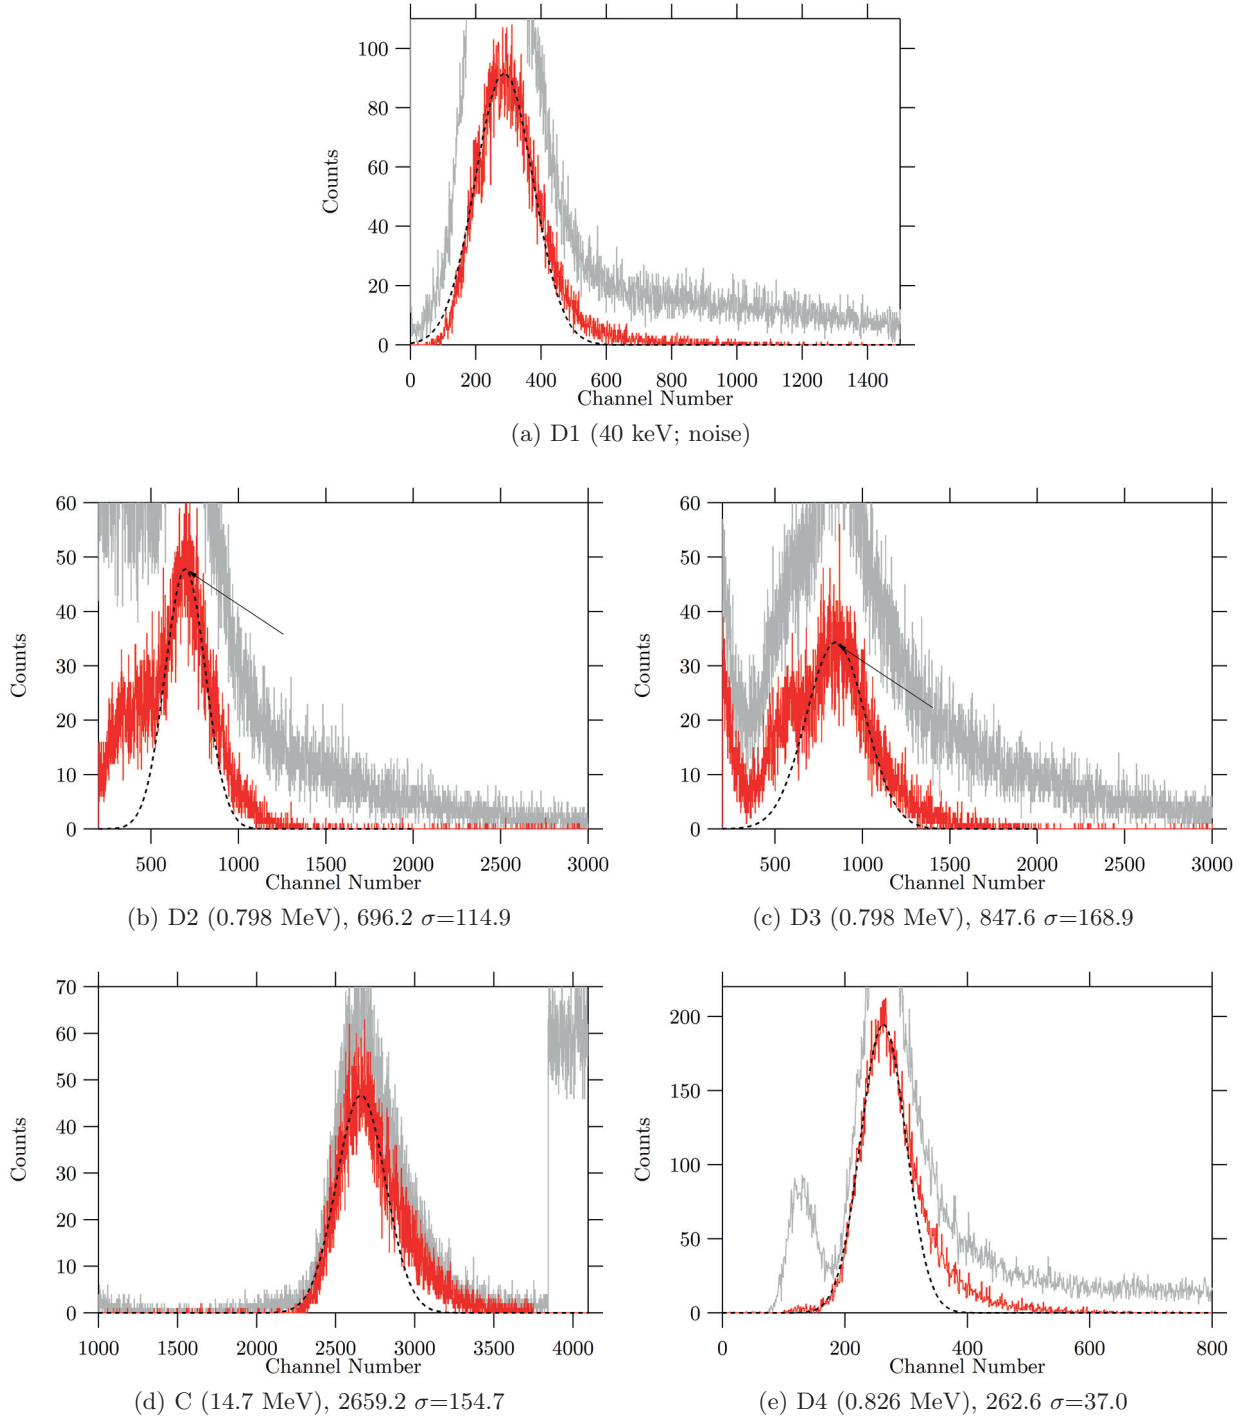 100
80
60
40
20
0
Counts
0 200 400 600 800 1000 1200 1400
Channel Number
(a) D1 (40 keV; noise)
60
50
40
30
20
10
0
Counts
500 1000 1500 2000 2500 3000
Channel Number
(b) D2 (0.798 MeV), 696.2 σ=114.9
60
50
40
30
20
10
0
Counts
500 1000 1500 2000 2500 3000
Channel Number
(c) D3 (0.798 MeV), 847.6 σ=168.9
70
60
50
40
30
20
10
0
Counts
1000 1500 2000 2500 3000 3500 4000
Channel Number
(d) C (14.7 MeV), 2659.2 σ=154.7
200
150
100
50
0
Counts
0 200 400 600 800
Channel Number
(e) D4 (0.826 MeV), 262.6 σ=37.0